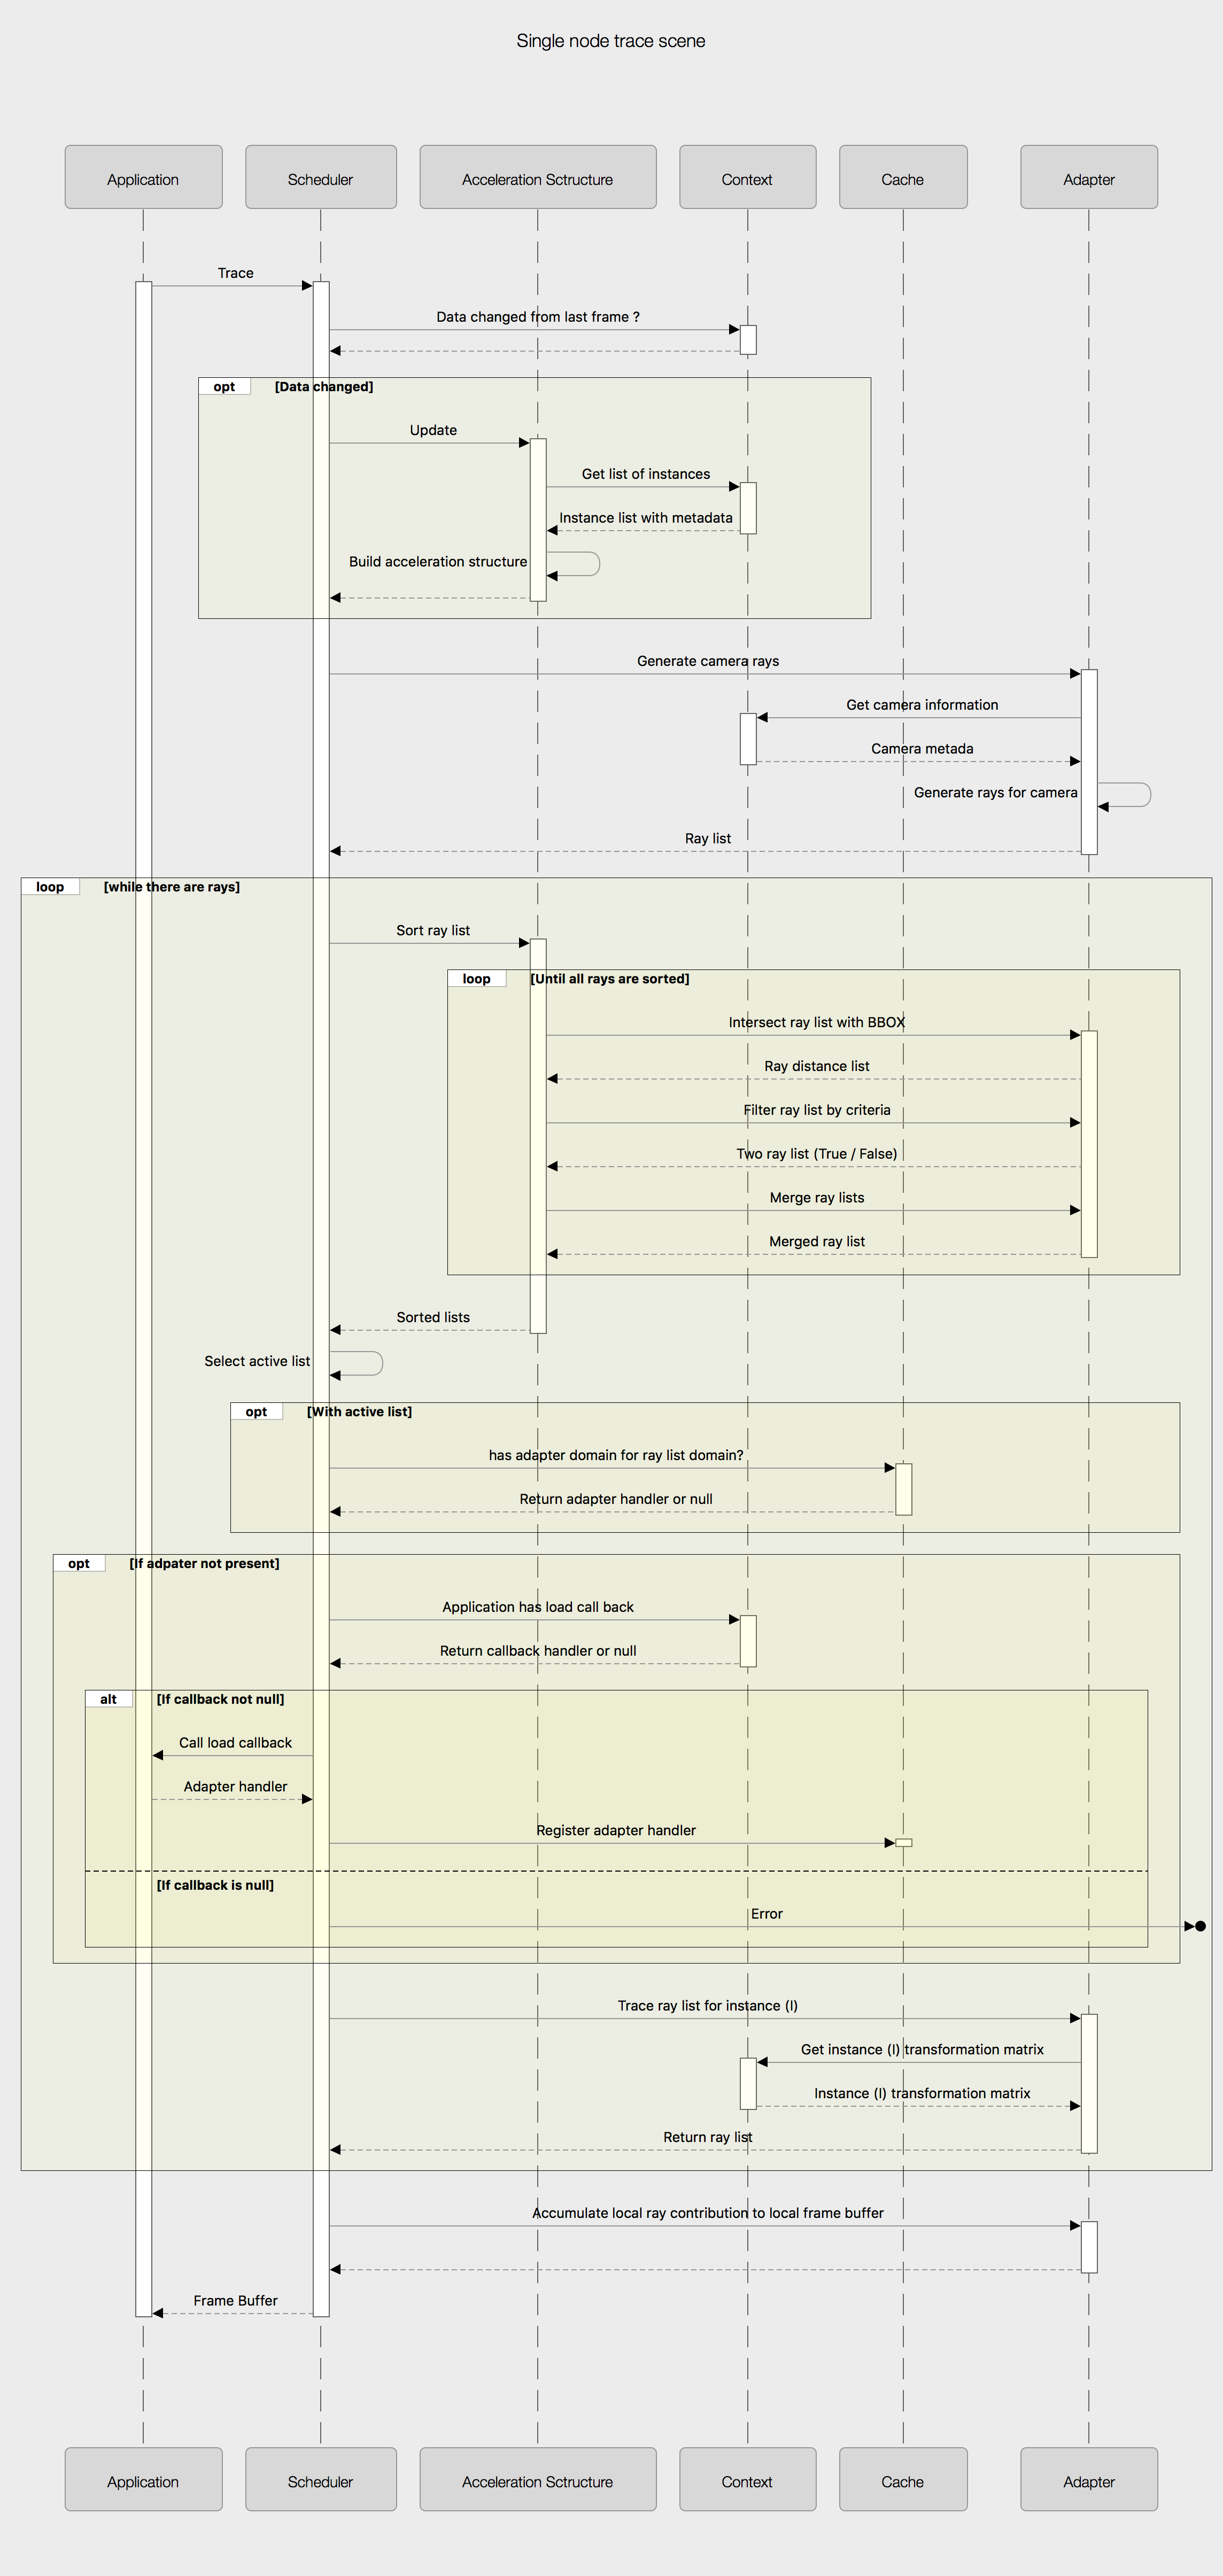 Single node trace scene
Application
Scheduler
Acceleration Sctructure
Context
Cache
Adapter
Trace
Data changed from last frame ?
opt
[Data changed]
Update
Get list of instances
Instance list with metadata
Build acceleration structure
Generate camera rays
Get camera information
Camera metada
Generate rays for camera
Ray list
loop
[while there are rays]
Sort ray list
loop
[Until all rays are sorted]
Intersect ray list with BBOX
Ray distance list
Filter ray list by criteria
Two ray list (True / False)
Merge ray lists
Merged ray list
Sorted lists
Select active list
opt
[With active list]
has adapter domain for ray list domain?
Return adapter handler or null
opt
[If adpater not present]
Application has load call back
Return callback handler or null
alt
[If callback not null]
Call load callback
Adapter handler
Register adapter handler
[If callback is null]
Error
Trace ray list for instance (I)
Get instance (I) transformation matrix
Instance (I) transformation matrix
Return ray list
Accumulate local ray contribution to local frame buffer
Frame Buffer
Application
Scheduler
Acceleration Sctructure
Context
Cache
Adapter